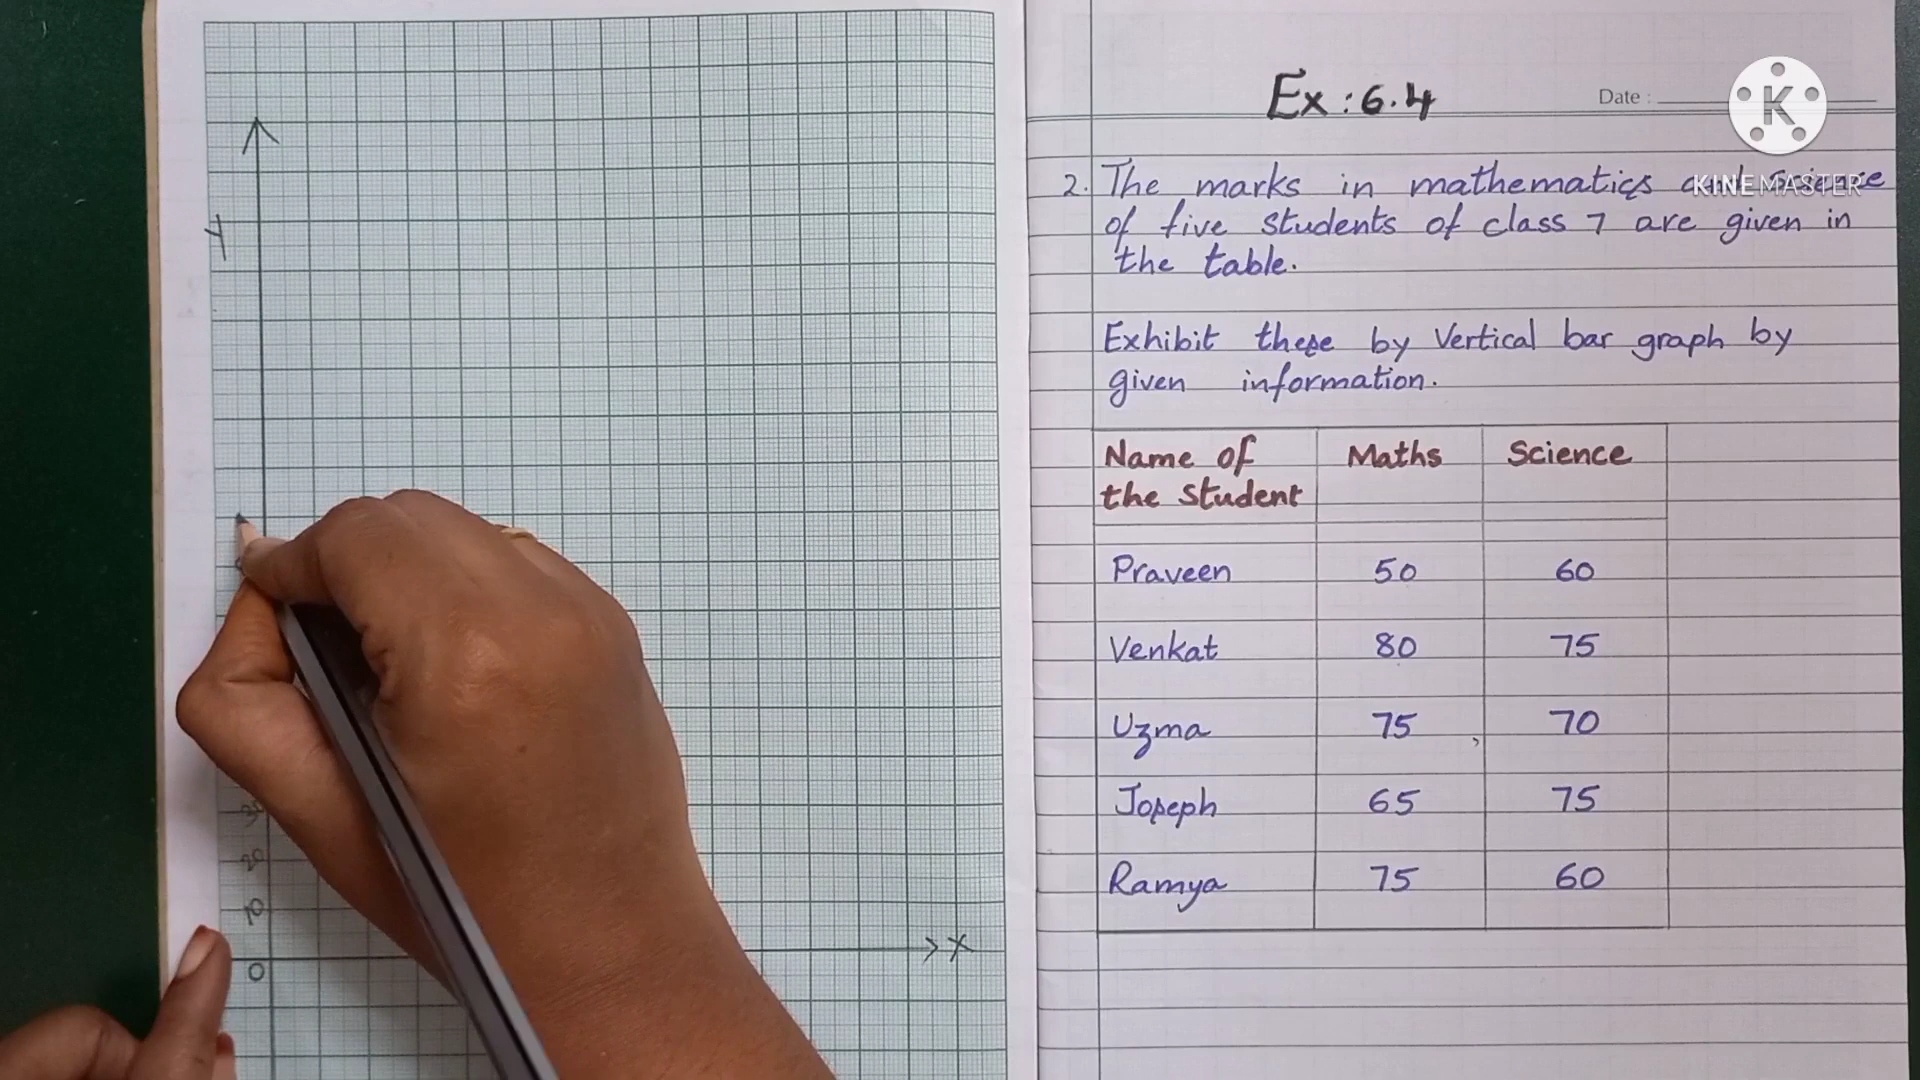 Y
30
20
10
0
X
Ex: 6.4
Date :
K
KINEMASTER
2. The marks in mathematics and science
of five students of class 7 are given in
the table.
Exhibit these by Vertical bar graph by
given information.
Name of the student Maths Science
Praveen 50 60
Venkat 80 75
Uzma 75 70
Joseph 65 75
Ramya 75 60